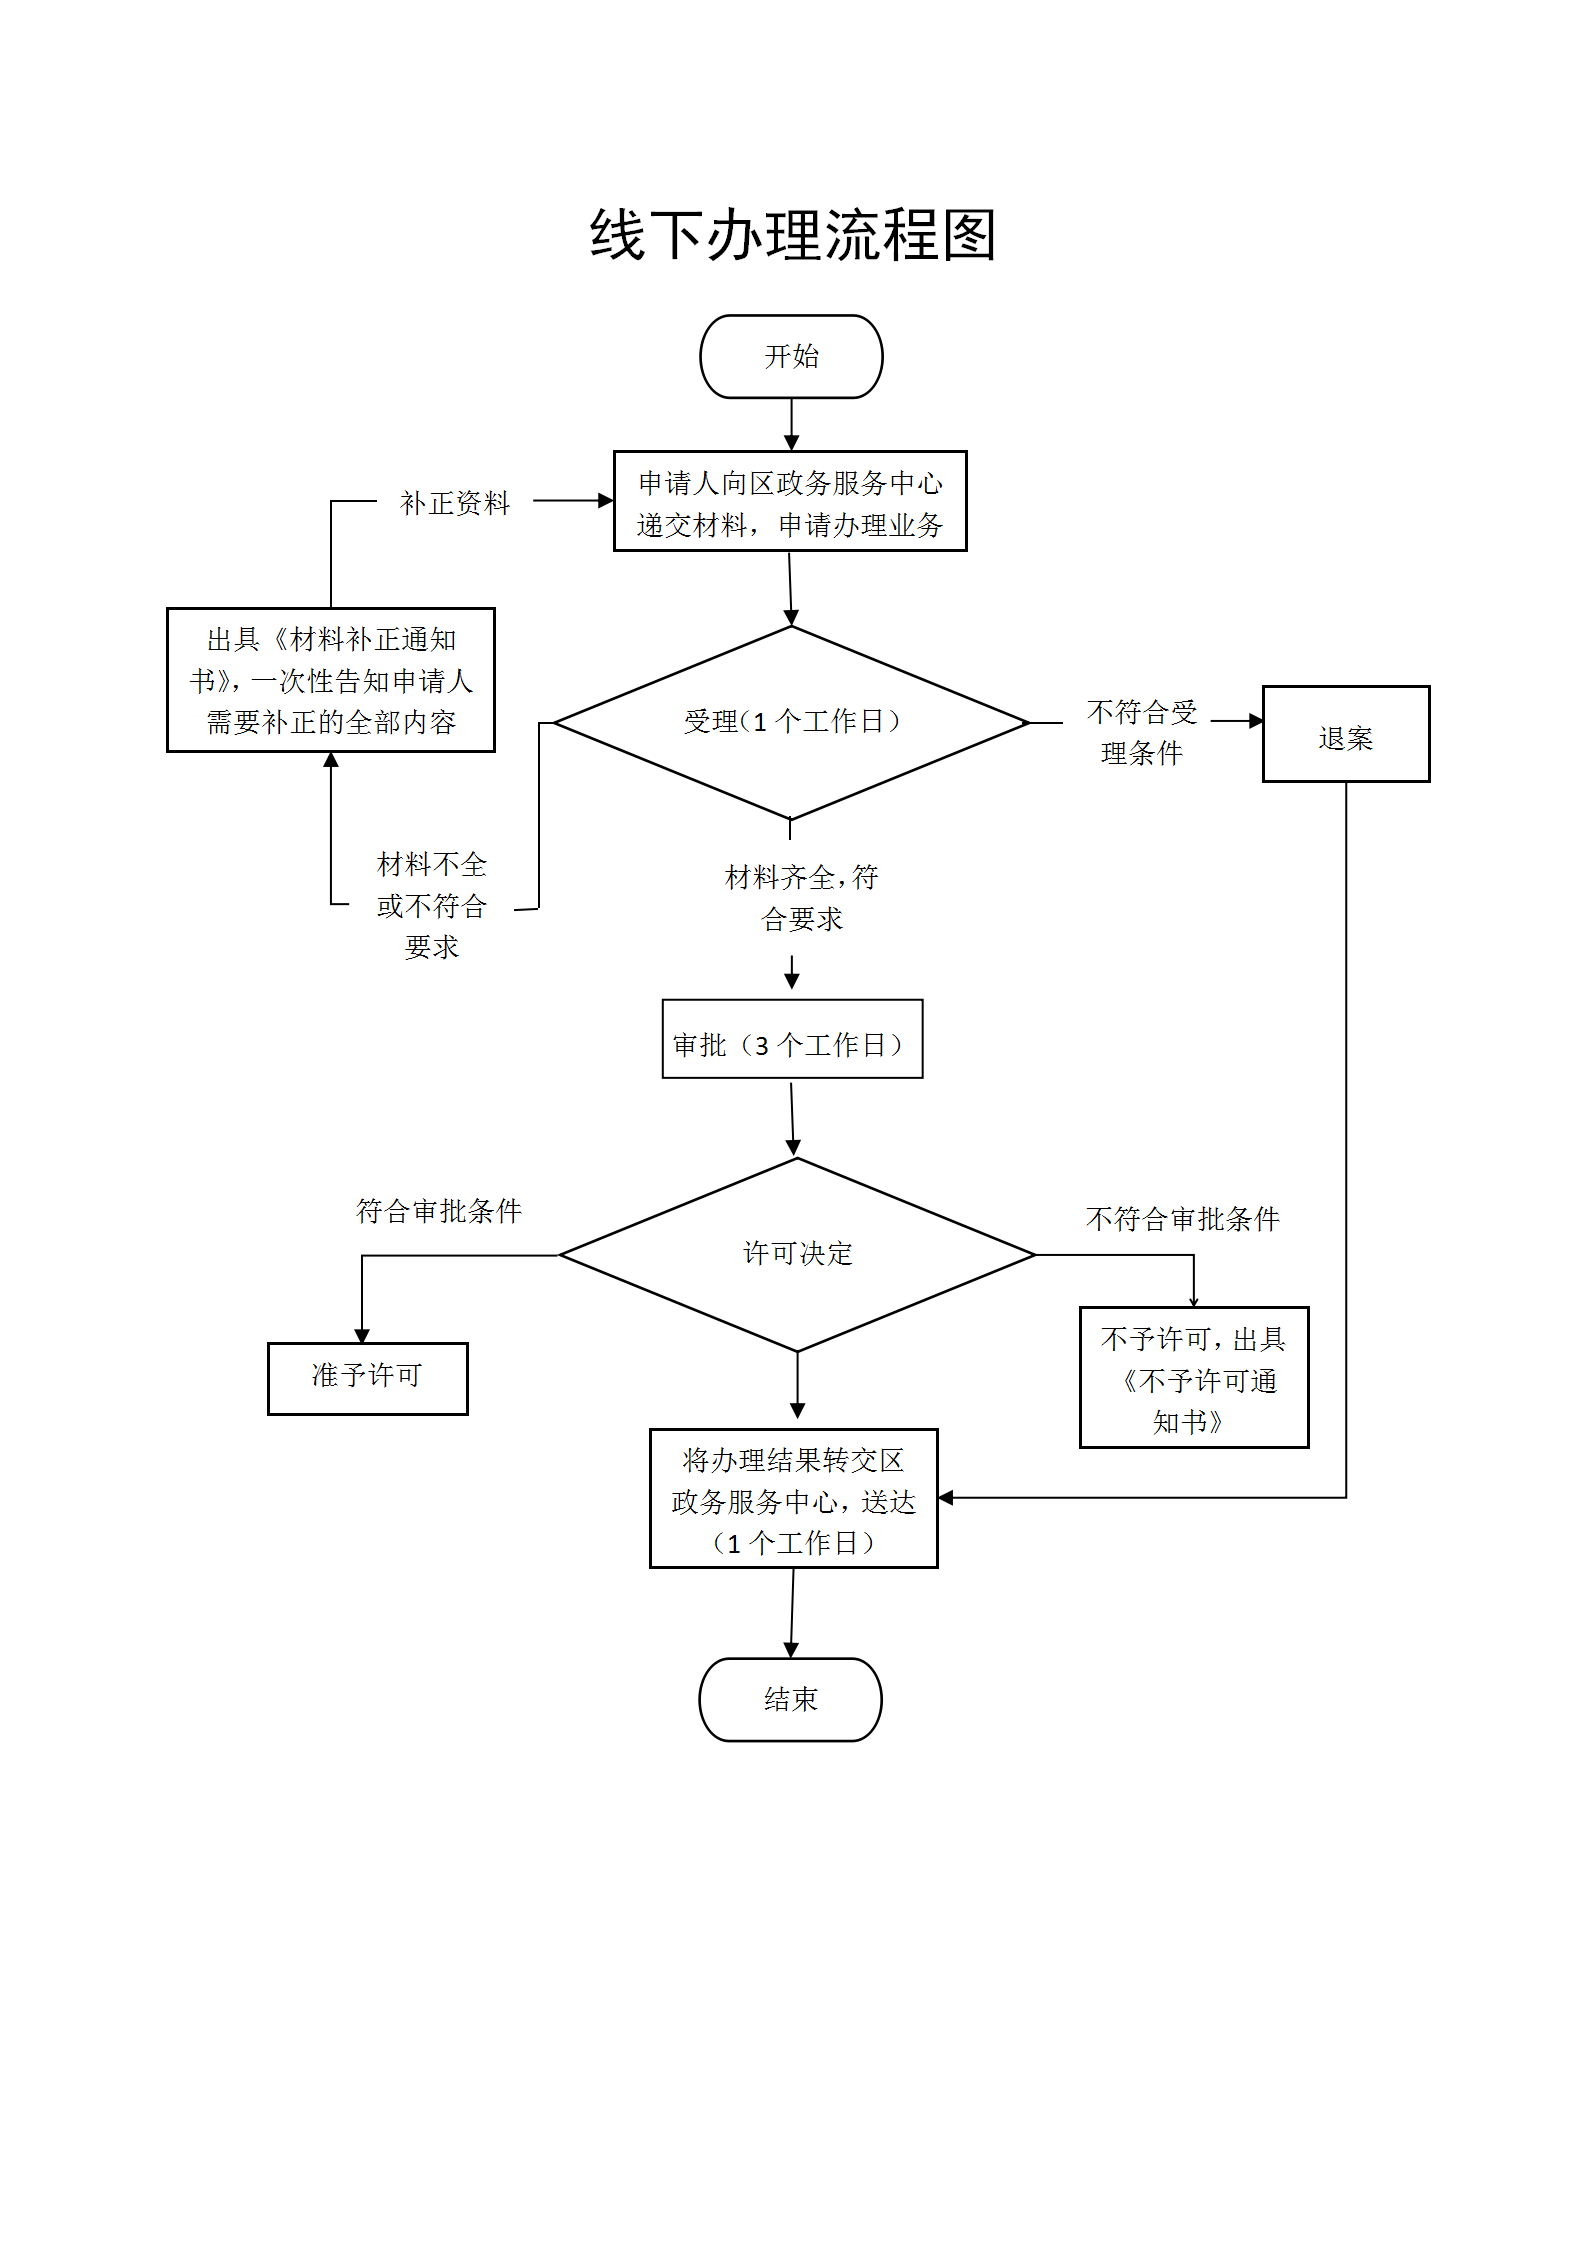 线下办理流程图
开始
申请人向区政务服务中心
递交材料，申请办理业务
补正资料
出具《材料补正通知
书》，一次性告知申请人
需要补正的全部内容
受理（1 个工作日）
不符合受
理条件
退案
材料不全
或不符合
要求
材料齐全，符
合要求
审批（3 个工作日）
符合审批条件
不符合审批条件
许可决定
准予许可
不予许可，出具
《不予许可通
知书》
将办理结果转交区
政务服务中心，送达
（1 个工作日）
结束